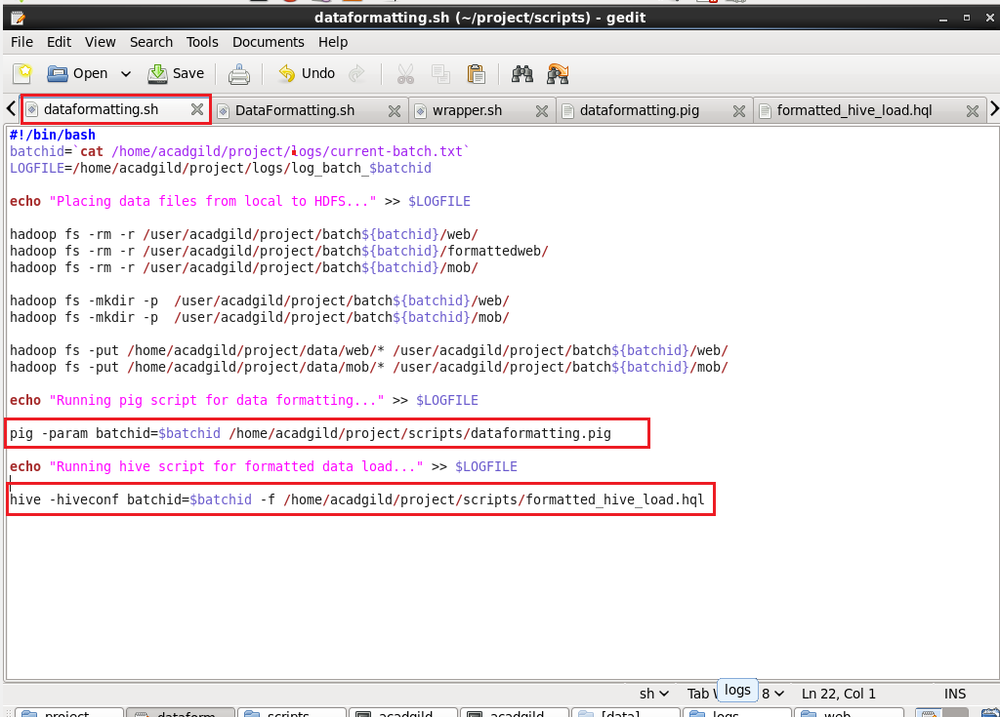 dataformatting.sh (~/project/scripts) - gedit
File Edit View Search Tools Documents Help
Open Save Undo
dataformatting.sh DataFormatting.sh wrapper.sh dataformatting.pig formatted_hive_load.hql
#!/bin/bash
batchid=`cat /home/acadgild/project/logs/current-batch.txt`
LOGFILE=/home/acadgild/project/logs/log_batch_$batchid
echo "Placing data files from local to HDFS..." >> $LOGFILE
hadoop fs -rm -r /user/acadgild/project/batch${batchid}/web/
hadoop fs -rm -r /user/acadgild/project/batch${batchid}/formattedweb/
hadoop fs -rm -r /user/acadgild/project/batch${batchid}/mob/
hadoop fs -mkdir -p  /user/acadgild/project/batch${batchid}/web/
hadoop fs -mkdir -p  /user/acadgild/project/batch${batchid}/mob/
hadoop fs -put /home/acadgild/project/data/web/* /user/acadgild/project/batch${batchid}/web/
hadoop fs -put /home/acadgild/project/data/mob/* /user/acadgild/project/batch${batchid}/mob/
echo "Running pig script for data formatting..." >> $LOGFILE
pig -param batchid=$batchid /home/acadgild/project/scripts/dataformatting.pig
echo "Running hive script for formatted data load..." >> $LOGFILE
hive -hiveconf batchid=$batchid -f /home/acadgild/project/scripts/formatted_hive_load.hql
sh Tab logs 8 Ln 22, Col 1 INS
project dataform scripts acadgild acadgild [data] logs web